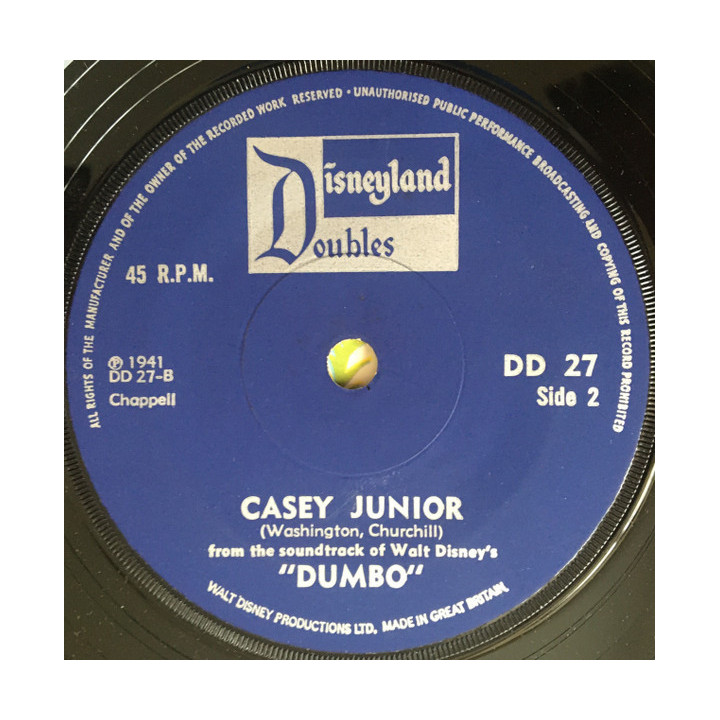 ALL RIGHTS OF THE MANUFACTURER AND OF THE OWNER OF THE RECORDED WORK RESERVED · UNAUTHORISED PUBLIC PERFORMANCE BROADCASTING AND COPYING OF THIS RECORD PROHIBITED
Disneyland
Doubles
45 R.P.M.
℗ 1941
DD 27-B
Chappell
DD 27
Side 2
CASEY JUNIOR
(Washington, Churchill)
from the soundtrack of Walt Disney's
"DUMBO"
WALT DISNEY PRODUCTIONS LTD. MADE IN GREAT BRITAIN.